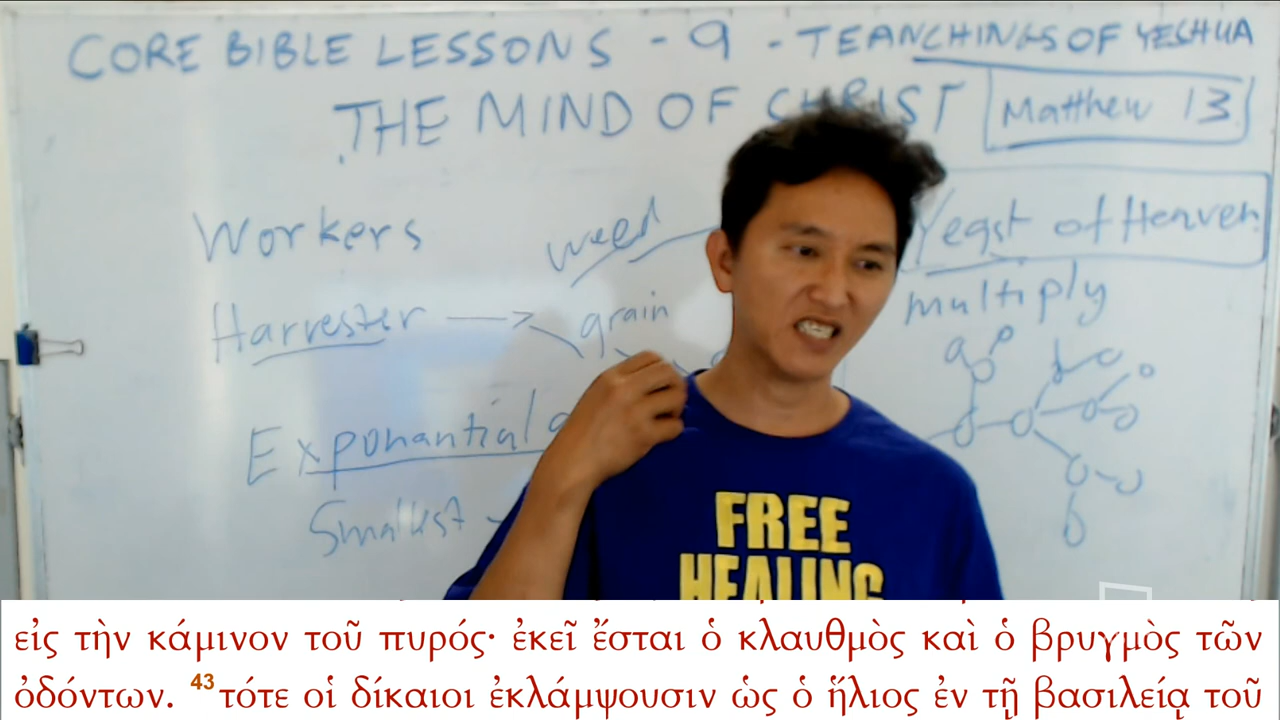 CORE BIBLE LESSONS - 9 - TEANCHINGS OF YESHUA
THE MIND OF CHRIST
Matthew 13
Workers
weed
Yeast of Heaven
multiply
Harvester
grain
Exponantial
Smallest
FREE
HEALING
εἰς τὴν κάμινον τοῦ πυρός· ἐκεῖ ἔσται ὁ κλαυθμὸς καὶ ὁ βρυγμὸς τῶν
ὀδόντων. 43 τότε οἱ δίκαιοι ἐκλάμψουσιν ὡς ὁ ἥλιος ἐν τῇ βασιλείᾳ τοῦ